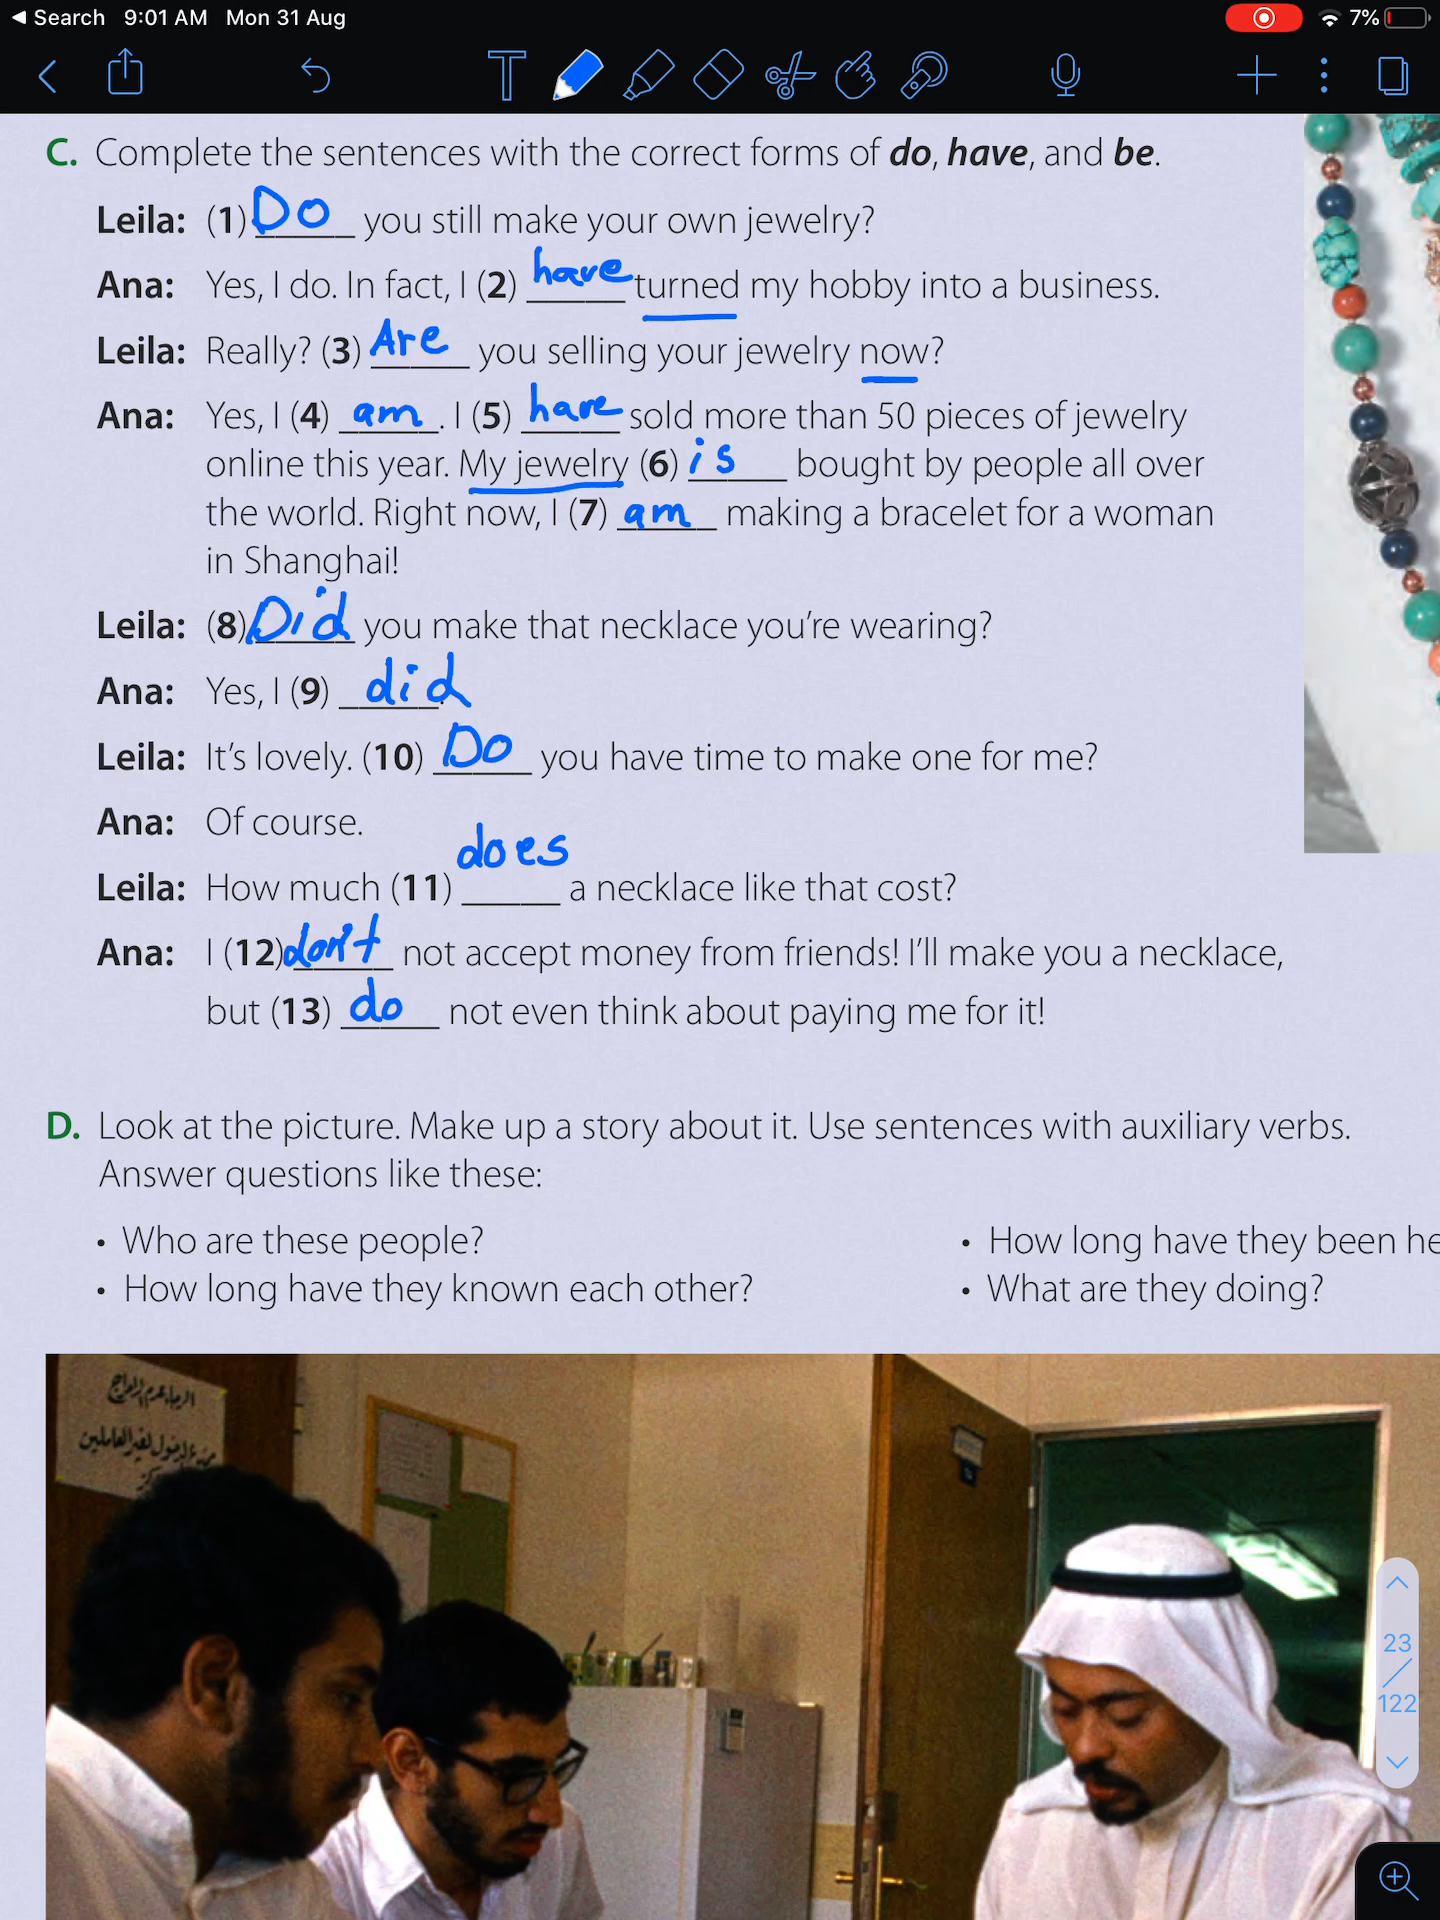 Search 9:01 AM Mon 31 Aug 7%
C. Complete the sentences with the correct forms of do, have, and be.
Leila: (1) Do you still make your own jewelry?
Ana: Yes, I do. In fact, I (2) have turned my hobby into a business.
Leila: Really? (3) Are you selling your jewelry now?
Ana: Yes, I (4) am. I (5) have sold more than 50 pieces of jewelry
online this year. My jewelry (6) is bought by people all over
the world. Right now, I (7) am making a bracelet for a woman
in Shanghai!
Leila: (8) Did you make that necklace you're wearing?
Ana: Yes, I (9) did.
Leila: It's lovely. (10) Do you have time to make one for me?
Ana: Of course.
Leila: How much (11) does a necklace like that cost?
Ana: I (12) don't not accept money from friends! I'll make you a necklace,
but (13) do not even think about paying me for it!
D. Look at the picture. Make up a story about it. Use sentences with auxiliary verbs.
Answer questions like these:
• Who are these people?
• How long have they known each other?
• How long have they been he
• What are they doing?
الرجاء عدم
لغير العاملين
23
122